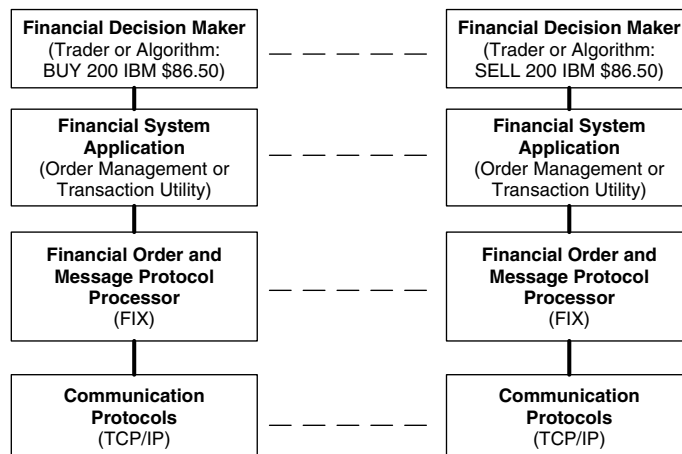 Financial Decision Maker
(Trader or Algorithm:
BUY 200 IBM $86.50)
Financial System
Application
(Order Management or
Transaction Utility)
Financial Order and
Message Protocol
Processor
(FIX)
Communication
Protocols
(TCP/IP)
Financial Decision Maker
(Trader or Algorithm:
SELL 200 IBM $86.50)
Financial System
Application
(Order Management or
Transaction Utility)
Financial Order and
Message Protocol
Processor
(FIX)
Communication
Protocols
(TCP/IP)